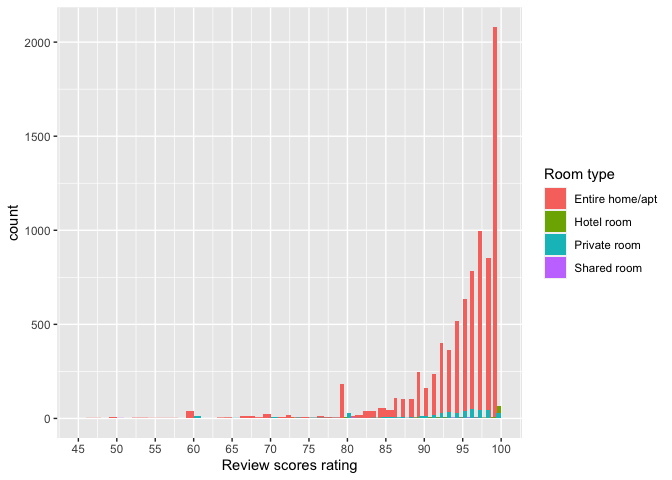 2000
1500
1000
500
0
count
45 50 55 60 65 70 75 80 85 90 95 100
Review scores rating
Room type
Entire home/apt
Hotel room
Private room
Shared room